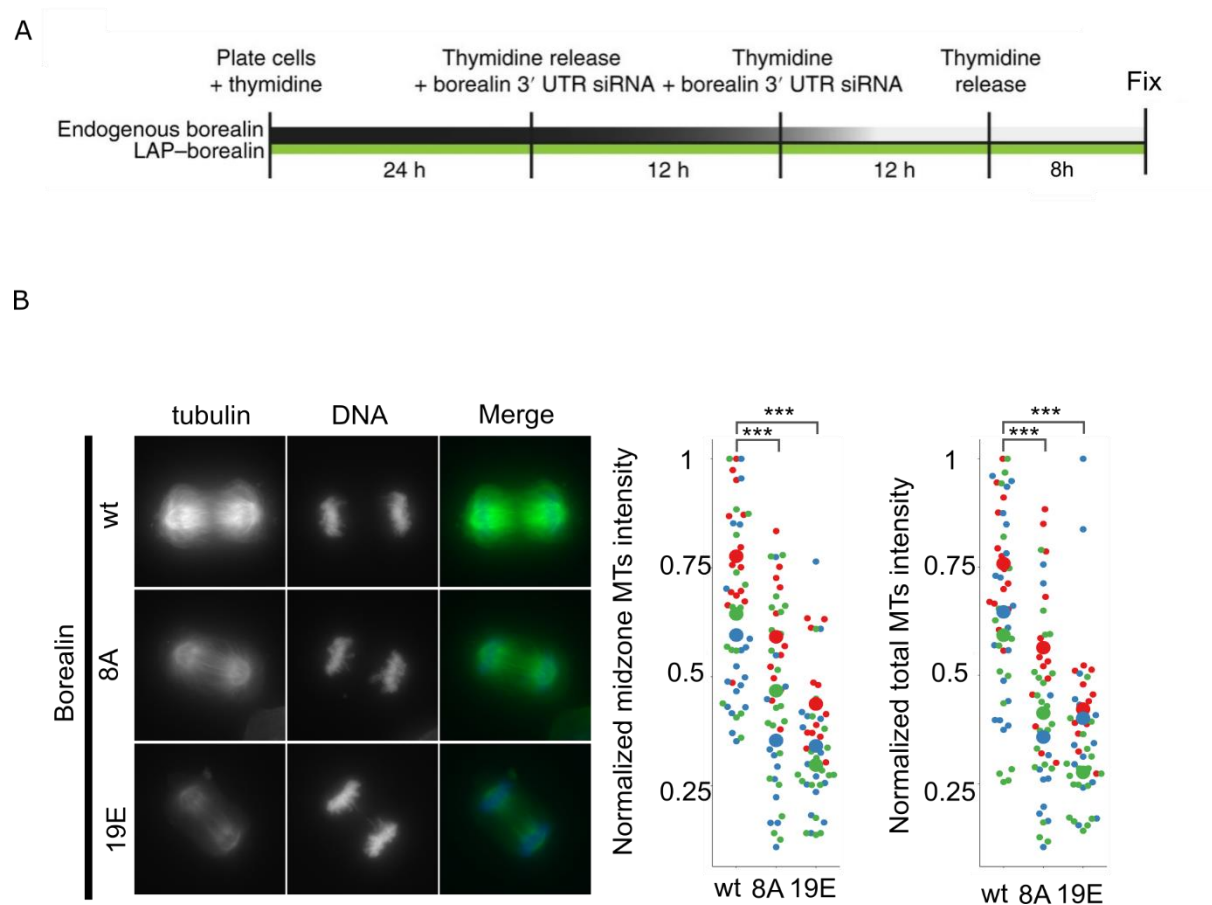 A
Plate cells
+ thymidine
Thymidine release
+ borealin 3′ UTR siRNA
Thymidine
+ borealin 3′ UTR siRNA
Thymidine
release
Fix
Endogenous borealin
LAP–borealin
24 h
12 h
12 h
8h
B
tubulin
DNA
Merge
Borealin
wt
8A
19E
Normalized midzone MTs intensity
***
***
1
0.75
0.5
0.25
wt 8A 19E
Normalized total MTs intensity
***
***
1
0.75
0.5
0.25
wt 8A 19E